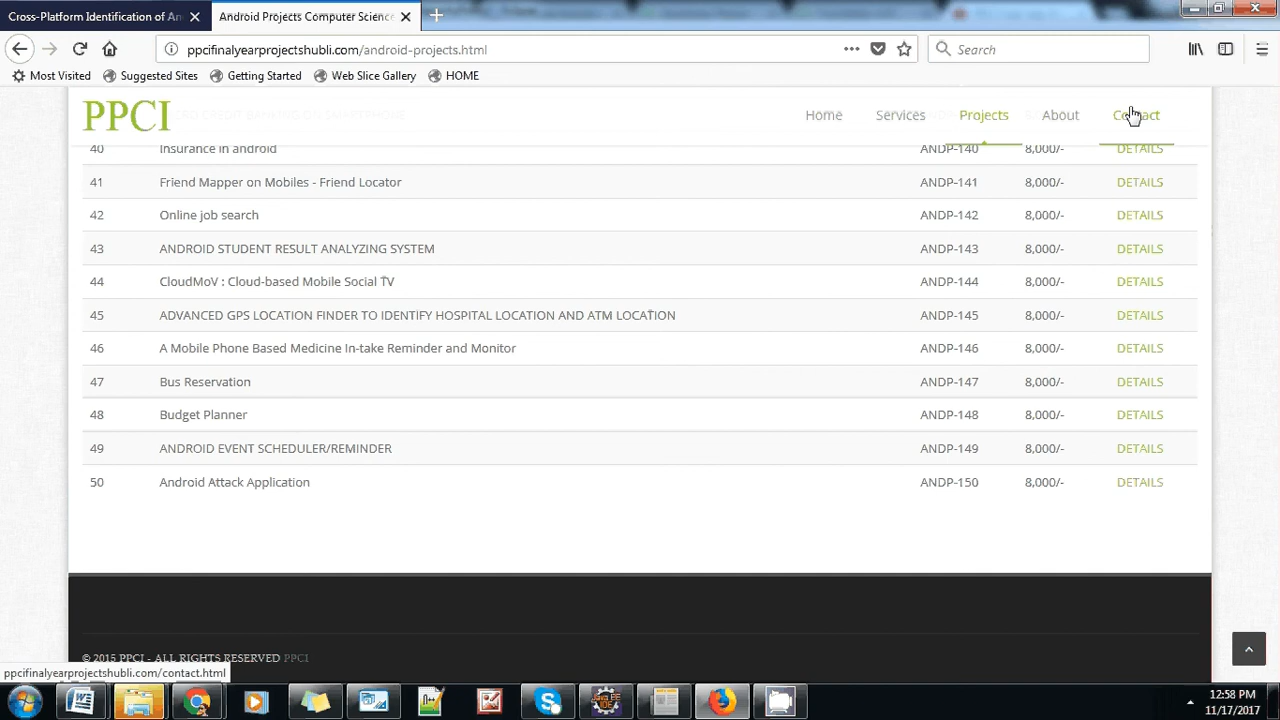 Cross-Platform Identification of An
Android Projects Computer Science
ppcifinalyearprojectshubli.com/android-projects.html
Search
Most Visited
Suggested Sites
Getting Started
Web Slice Gallery
HOME
PPCI
Home
Services
Projects
About
Contact
40 Insurance in android ANDP-140 8,000/- DETAILS
41 Friend Mapper on Mobiles - Friend Locator ANDP-141 8,000/- DETAILS
42 Online job search ANDP-142 8,000/- DETAILS
43 ANDROID STUDENT RESULT ANALYZING SYSTEM ANDP-143 8,000/- DETAILS
44 CloudMoV : Cloud-based Mobile Social TV ANDP-144 8,000/- DETAILS
45 ADVANCED GPS LOCATION FINDER TO IDENTIFY HOSPITAL LOCATION AND ATM LOCATION ANDP-145 8,000/- DETAILS
46 A Mobile Phone Based Medicine In-take Reminder and Monitor ANDP-146 8,000/- DETAILS
47 Bus Reservation ANDP-147 8,000/- DETAILS
48 Budget Planner ANDP-148 8,000/- DETAILS
49 ANDROID EVENT SCHEDULER/REMINDER ANDP-149 8,000/- DETAILS
50 Android Attack Application ANDP-150 8,000/- DETAILS
© 2015 PPCI - ALL RIGHTS RESERVED PPCI
ppcifinalyearprojectshubli.com/contact.html
12:58 PM
11/17/2017